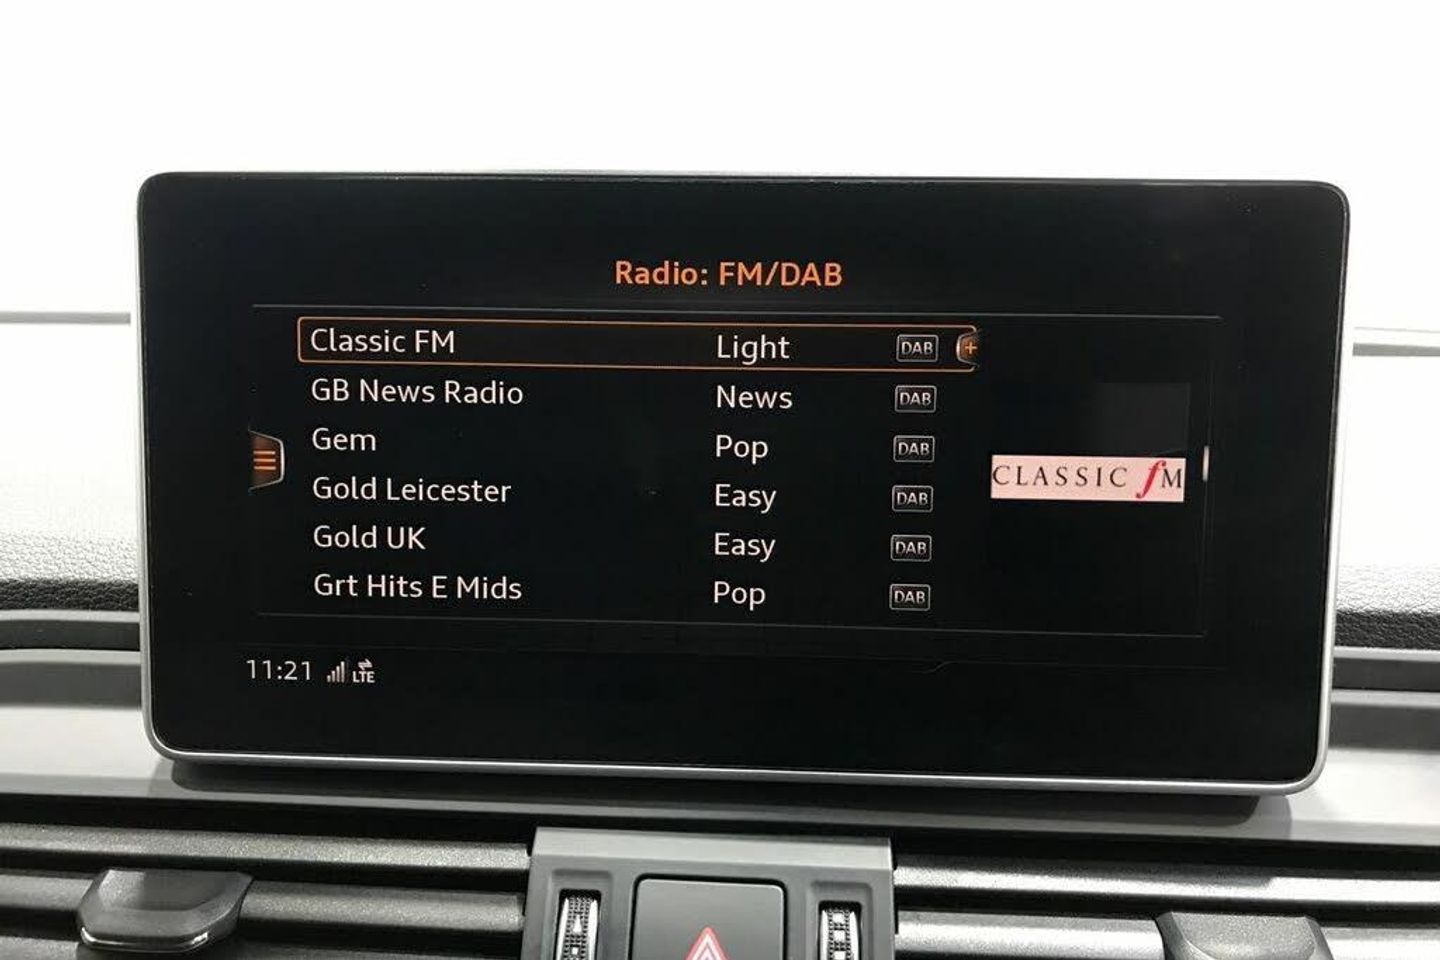 Radio: FM/DAB
Classic FM Light DAB +
GB News Radio News DAB
Gem Pop DAB
Gold Leicester Easy DAB
Gold UK Easy DAB
Grt Hits E Mids Pop DAB
CLASSIC fM
11:21 LTE